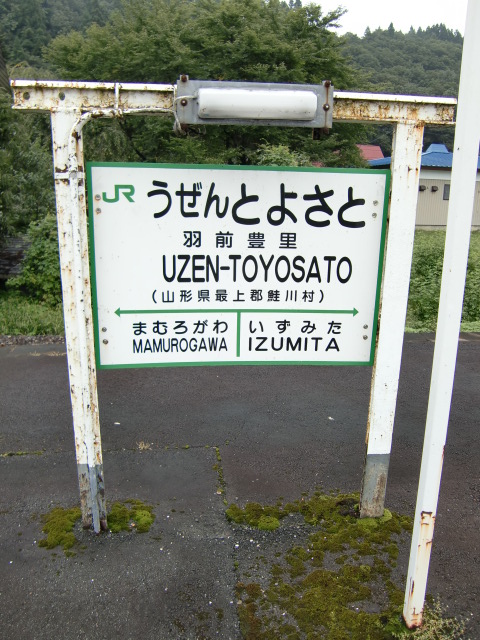 JR うぜんとよさと
羽前豊里
UZEN-TOYOSATO
(山形県最上郡鮭川村)
まむろがわ いずみた
MAMUROGAWA IZUMITA